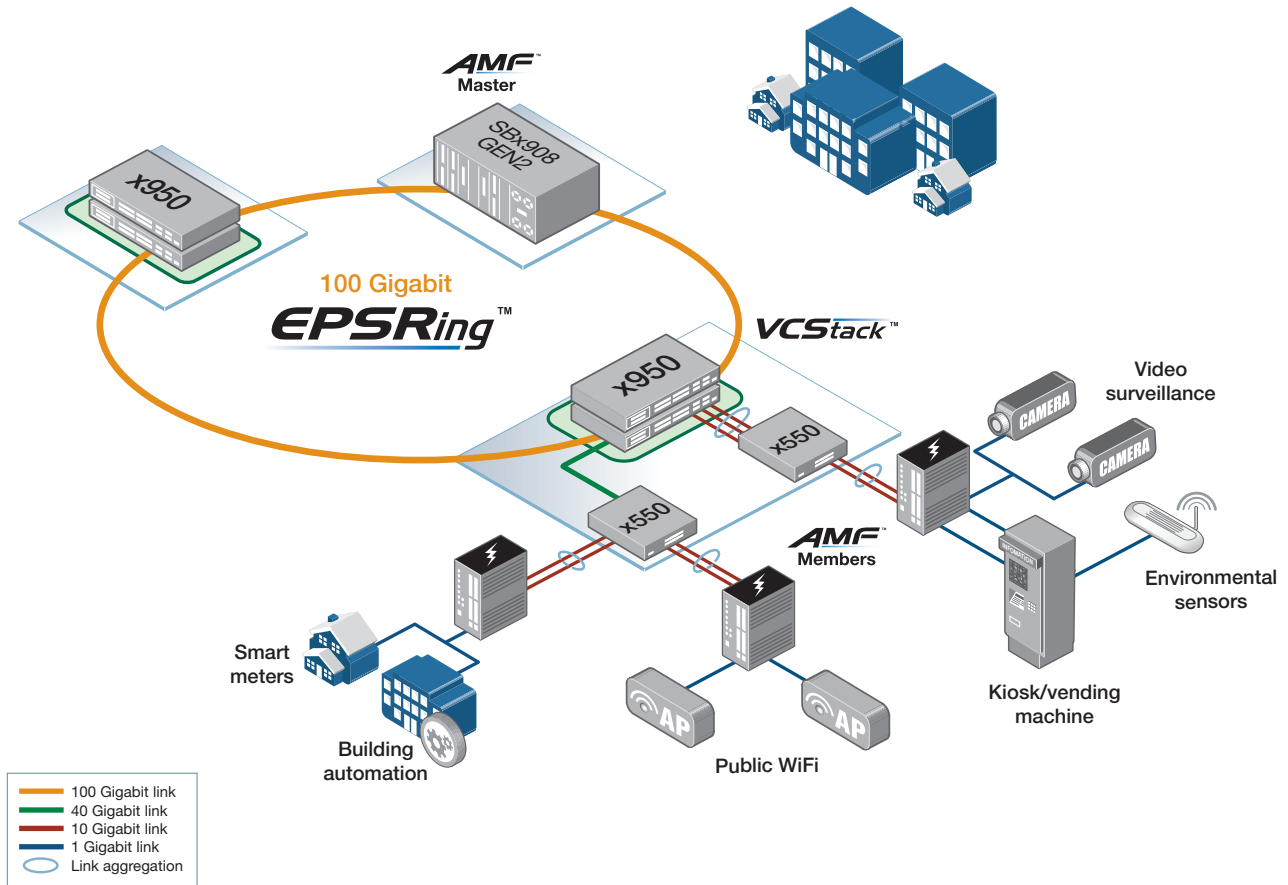 AMF™
Master
SBx908
GEN2
x950
100 Gigabit
EPSRing™
VCStack™
x950
x550
x550
Video
surveillance
CAMERA
CAMERA
AMF™
Members
INFOMATION
Environmental
sensors
Smart
meters
Kiosk/vending
machine
AP
AP
Building
automation
Public WiFi
100 Gigabit link
40 Gigabit link
10 Gigabit link
1 Gigabit link
Link aggregation